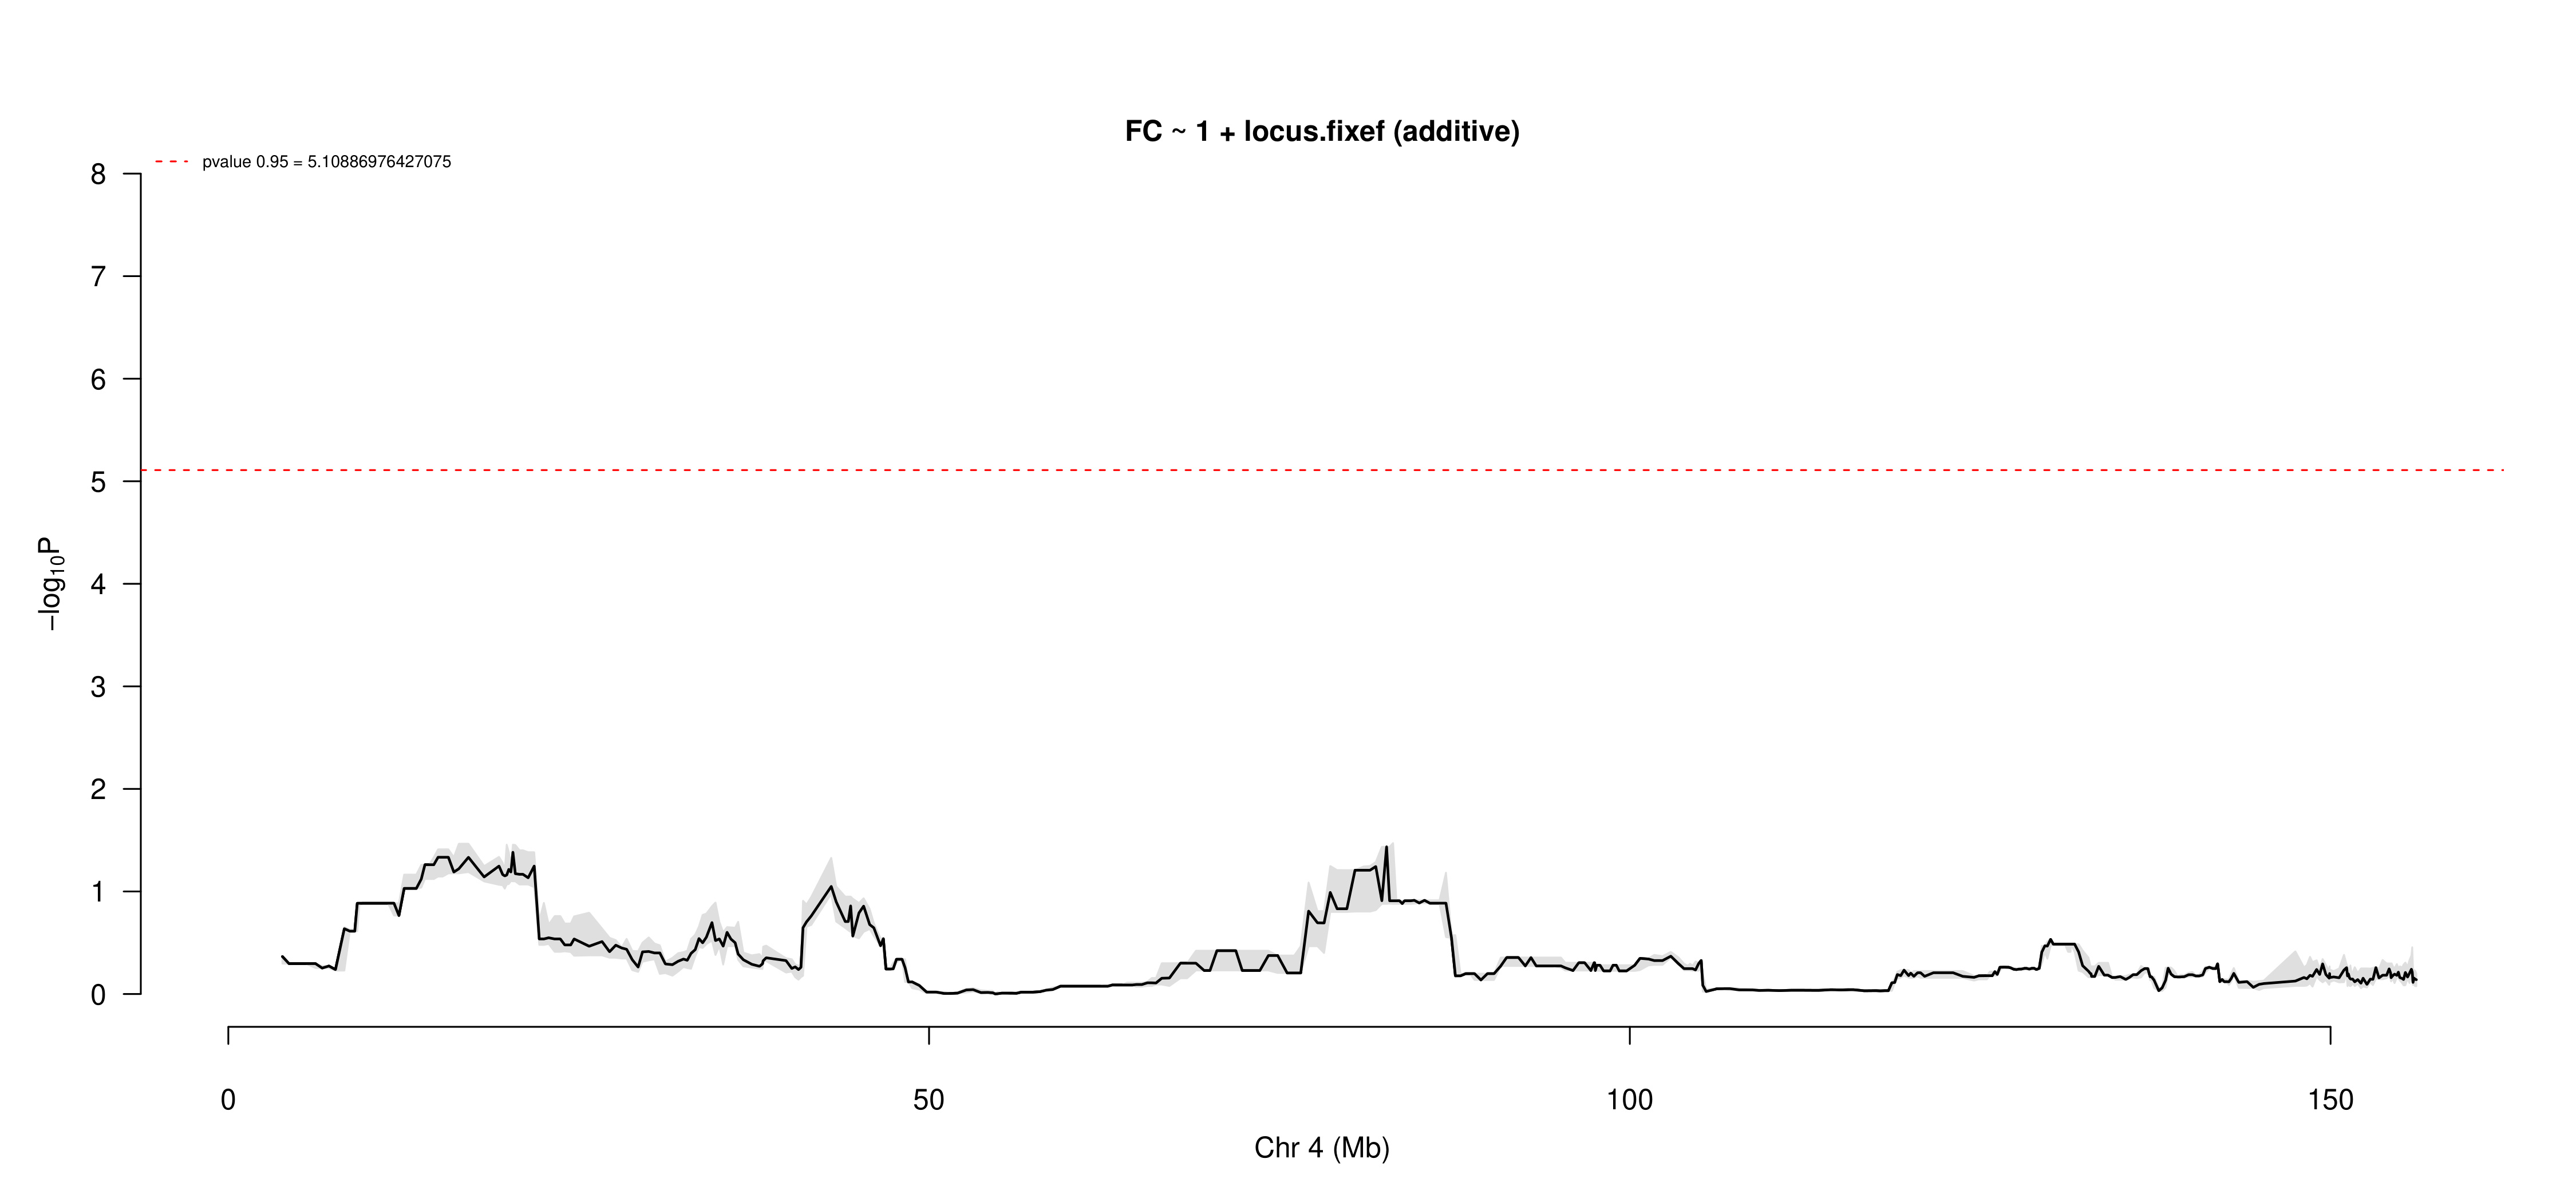 FC ~ 1 + locus.fixef (additive)
pvalue 0.95 = 5.10886976427075
8
7
6
5
4
3
2
1
0
−log10P
0 50 100 150
Chr 4 (Mb)